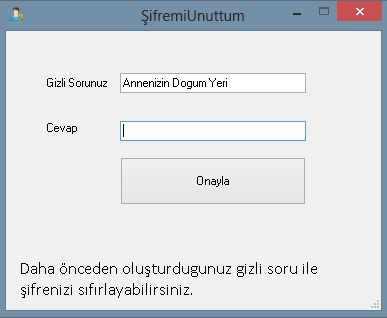 ŞifremiUnuttum
Gizli Sorunuz Annenizin Dogum Yeri
Cevap
Onayla
Daha önceden oluşturdugunuz gizli soru ile
şifrenizi sıfırlayabilirsiniz.